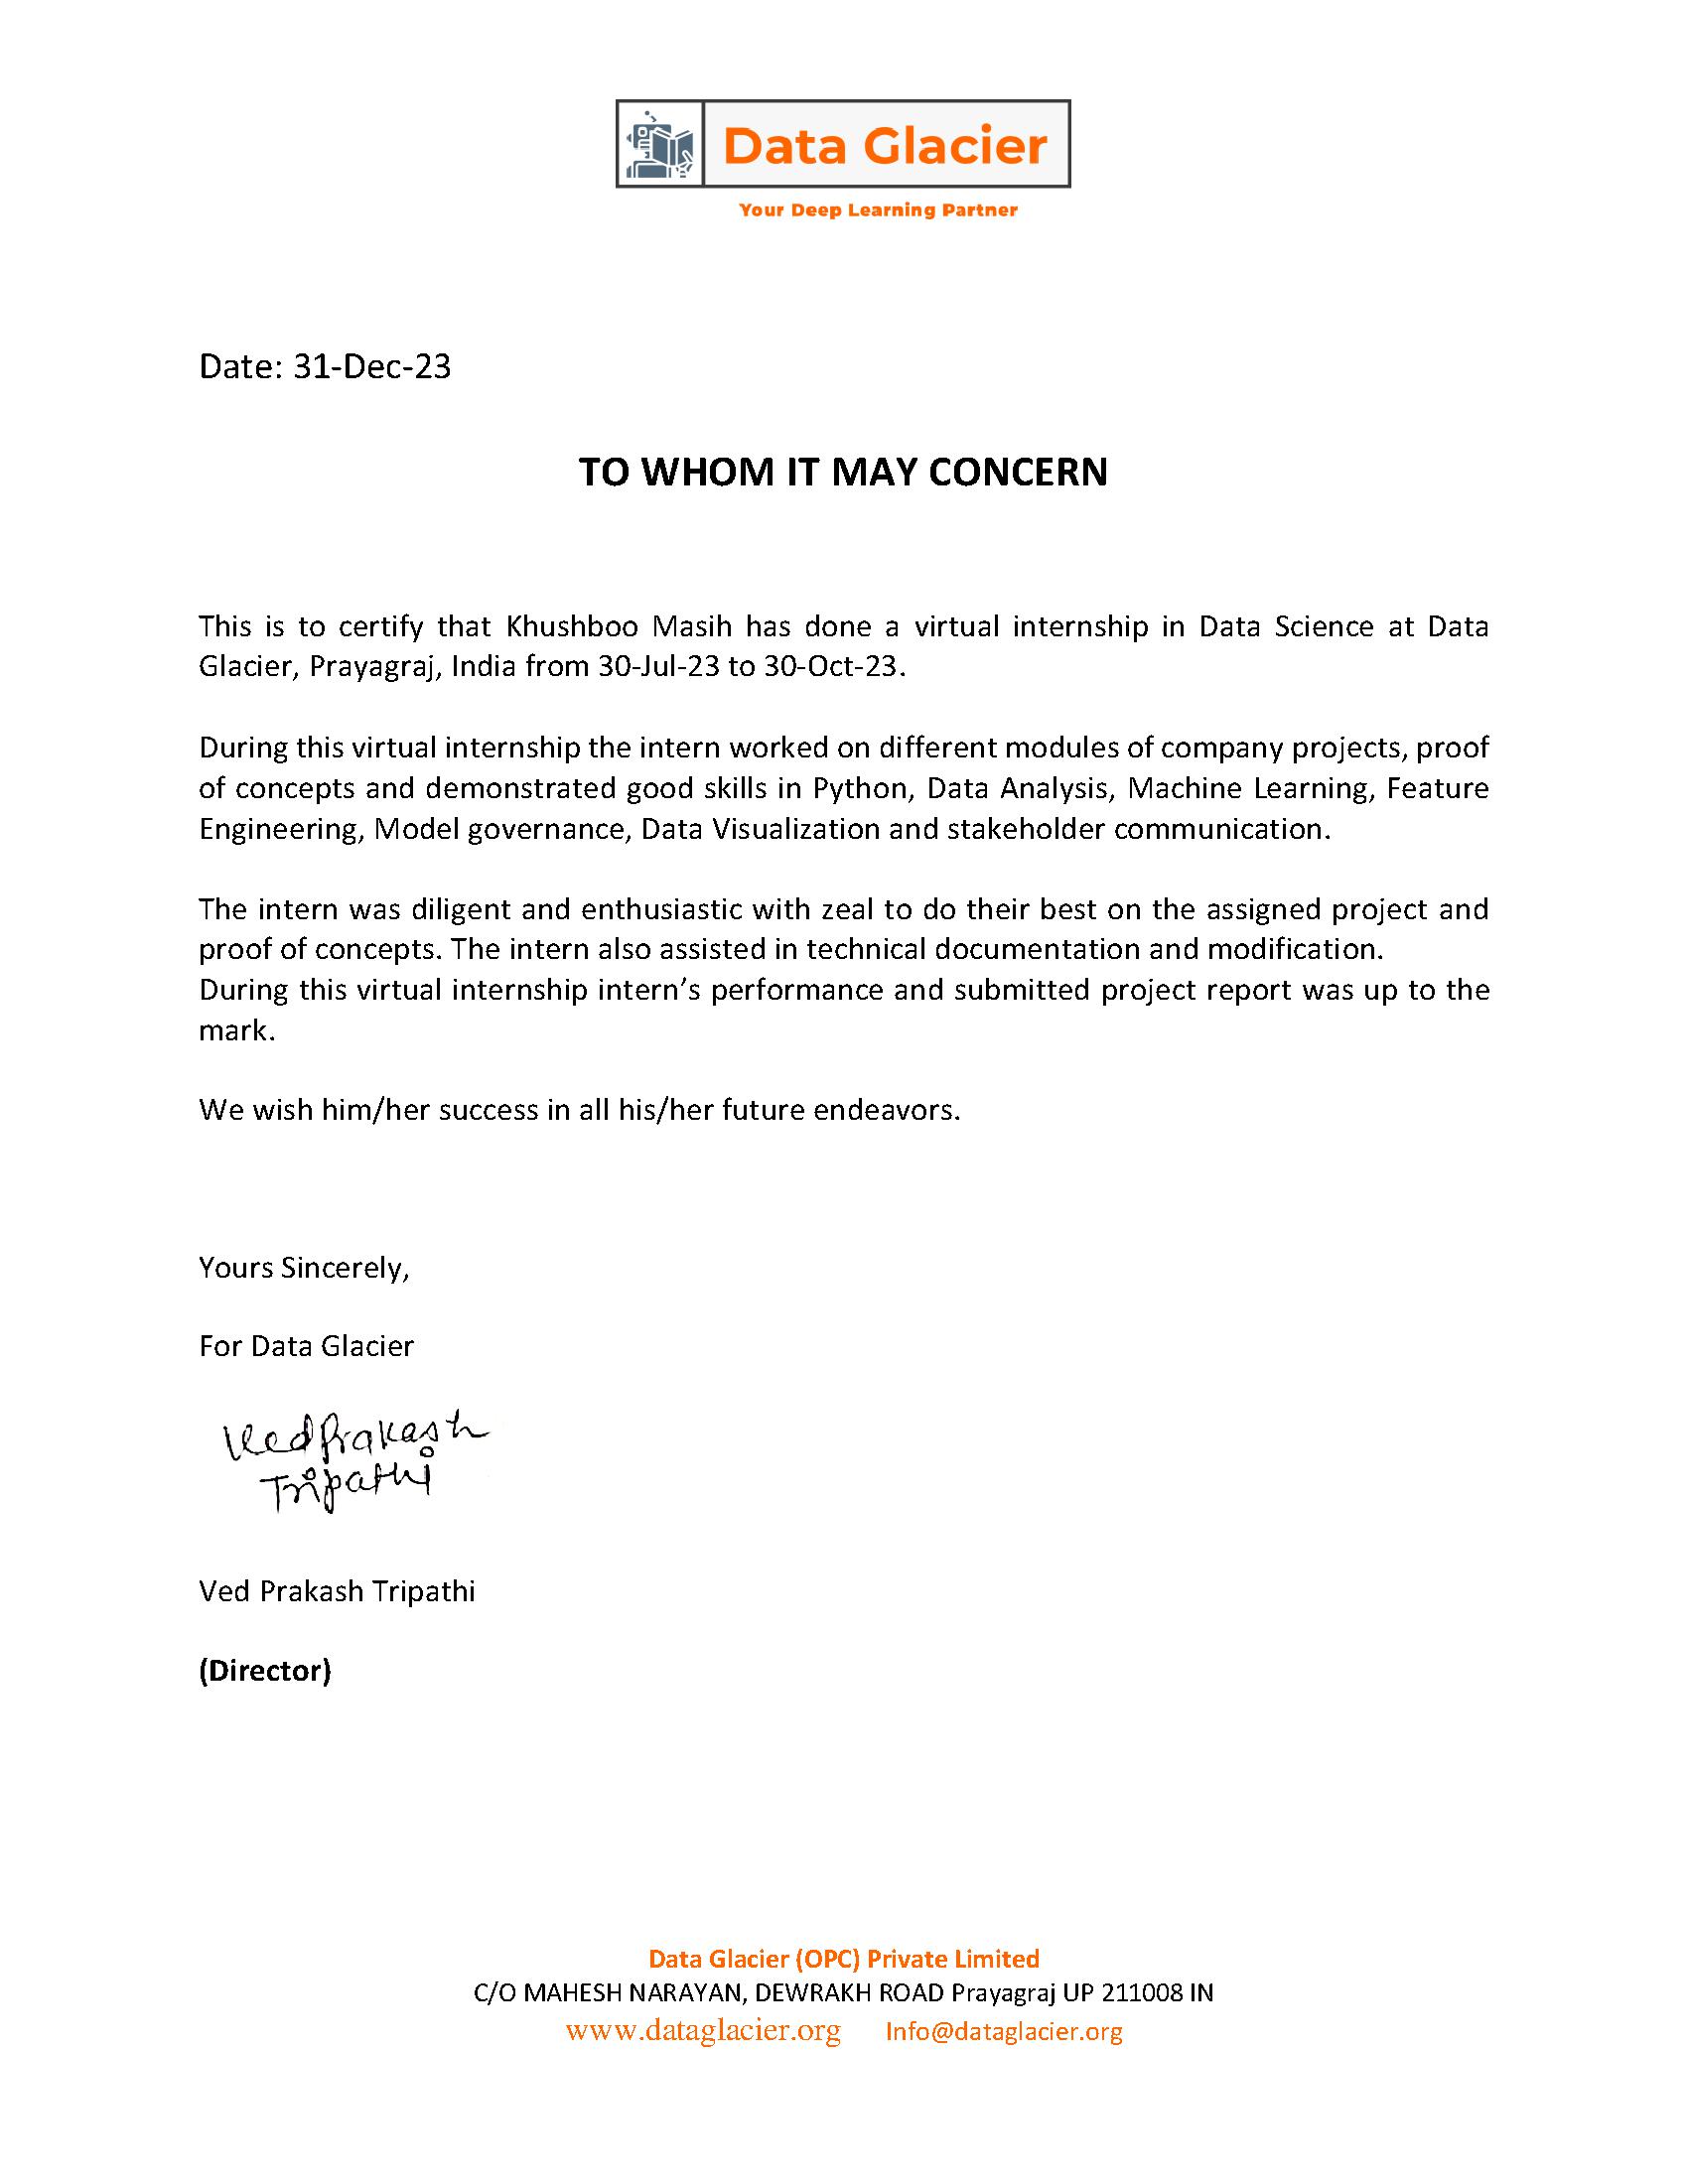 Data Glacier
Your Deep Learning Partner
Date: 31-Dec-23
TO WHOM IT MAY CONCERN
This is to certify that Khushboo Masih has done a virtual internship in Data Science at Data
Glacier, Prayagraj, India from 30-Jul-23 to 30-Oct-23.
During this virtual internship the intern worked on different modules of company projects, proof
of concepts and demonstrated good skills in Python, Data Analysis, Machine Learning, Feature
Engineering, Model governance, Data Visualization and stakeholder communication.
The intern was diligent and enthusiastic with zeal to do their best on the assigned project and
proof of concepts. The intern also assisted in technical documentation and modification.
During this virtual internship intern’s performance and submitted project report was up to the
mark.
We wish him/her success in all his/her future endeavors.
Yours Sincerely,
For Data Glacier
VedPrakash
Tripathi
Ved Prakash Tripathi
(Director)
Data Glacier (OPC) Private Limited
C/O MAHESH NARAYAN, DEWRAKH ROAD Prayagraj UP 211008 IN
www.dataglacier.org Info@dataglacier.org